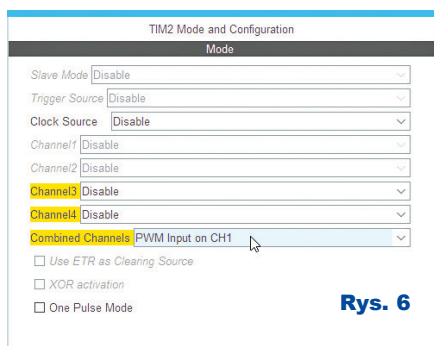 TIM2 Mode and Configuration
Mode
Slave Mode Disable
Trigger Source Disable
Clock Source Disable
Channel1 Disable
Channel2 Disable
Channel3 Disable
Channel4 Disable
Combined Channels PWM Input on CH1
Use ETR as Clearing Source
XOR activation
One Pulse Mode
Rys. 6